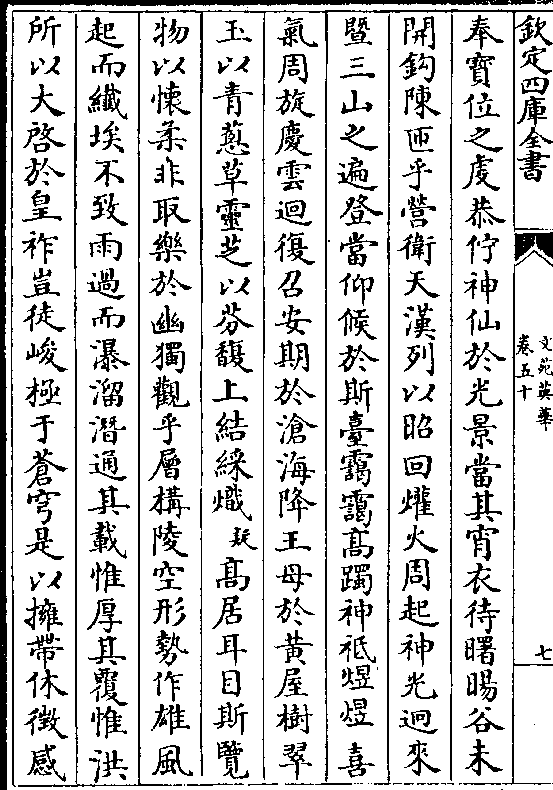 欽定四庫全書
文苑英華
卷五十
七
奉寶位之虔恭佇神仙於光景當其宵衣待曙暘谷未
開鈎陳匝乎營衛天漢列以昭回爟火周起神光迴來
暨三山之遍登當仰候於斯臺靄靄髙躅神祇煜煜喜
氣周旋慶雲迴復召安期於滄海降王母於黄屋樹翠
玉以青葱草靈芝以芬馥上結綵熾疑髙居耳目斯覽
物以懐柔非取樂於幽獨觀乎層構陵空形勢作雄風
起而纎埃不致雨過而瀑溜潛通其載惟厚其覆惟洪
所以大啓於皇祚豈徒峻極于蒼穹是以擁帶休徴感